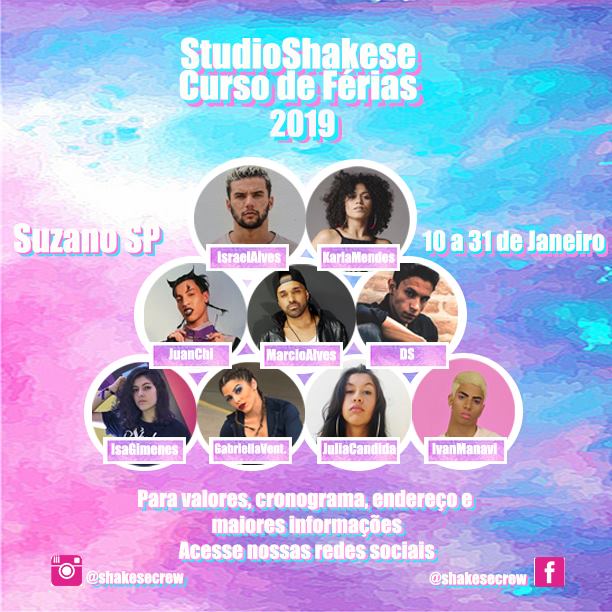 StudioShakese
Curso de Férias
2019
Suzano SP
10 a 31 de Janeiro
IsraelAlves
KarlaMendes
JuanChi
MarcioAlves
DS
IsaGimenes
GabriellaVent.
JuliaCandida
IvanManavi
Para valores, cronograma, endereço e
maiores informações
Acesse nossas redes sociais
@shakesecrew
@shakesecrew